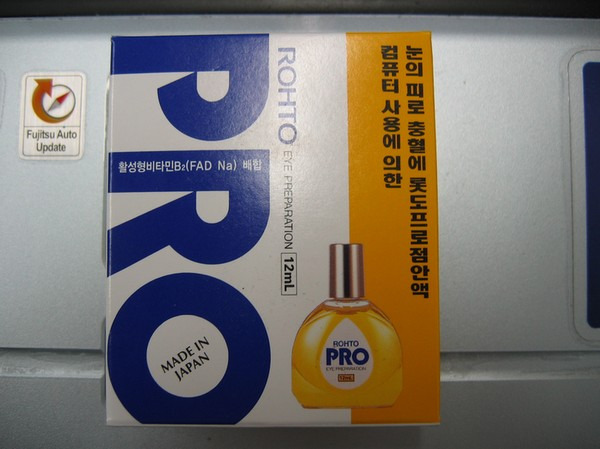 Fujitsu Auto
Update
PRO
활성형비타민B₂(FAD Na) 배합
MADE IN
JAPAN
ROHTO EYE PREPARATION 12mL
컴퓨터 사용에 의한
눈의 피로 충혈에 롯도프로점안액
ROHTO
PRO
EYE PREPARATION
12mL